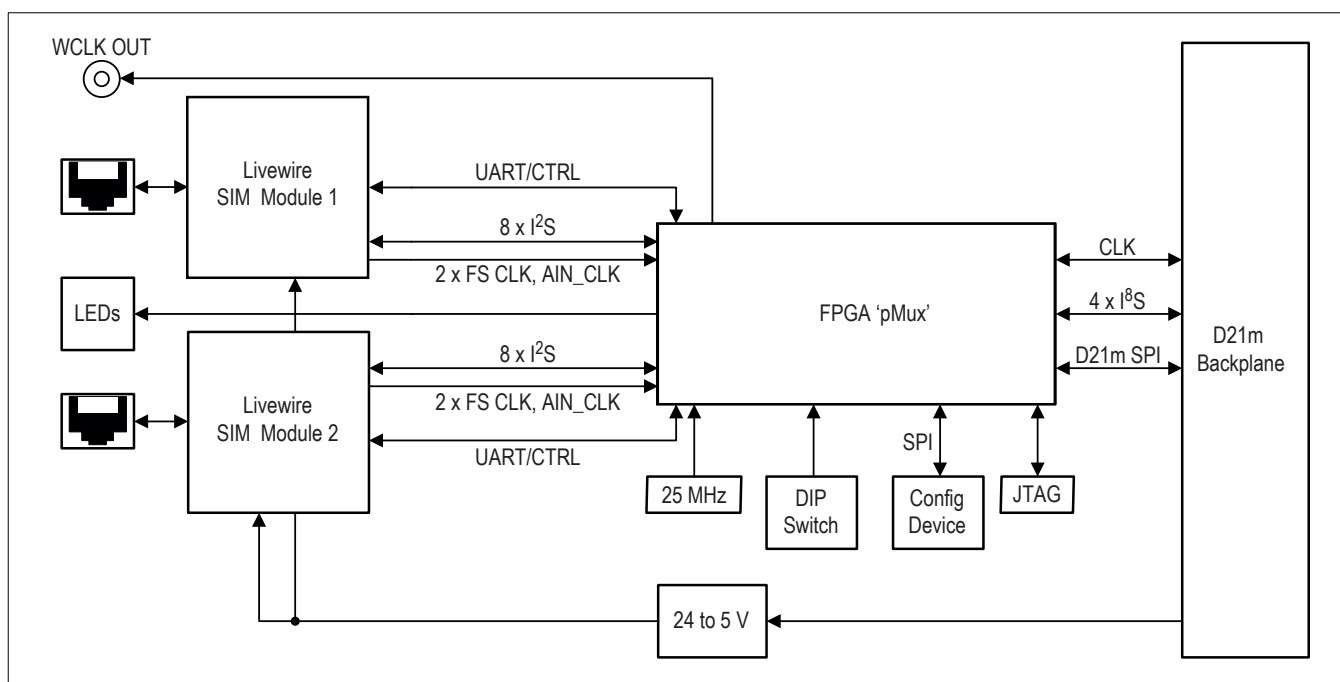 WCLK OUT
Livewire
SIM Module 1
UART/CTRL
8 x I²S
2 x FS CLK, AIN_CLK
CLK
LEDs
FPGA ‘pMux’
4 x I⁸S
D21m
Backplane
8 x I²S
D21m SPI
Livewire
SIM Module 2
2 x FS CLK, AIN_CLK
UART/CTRL
SPI
25 MHz
DIP
Switch
Config
Device
JTAG
24 to 5 V